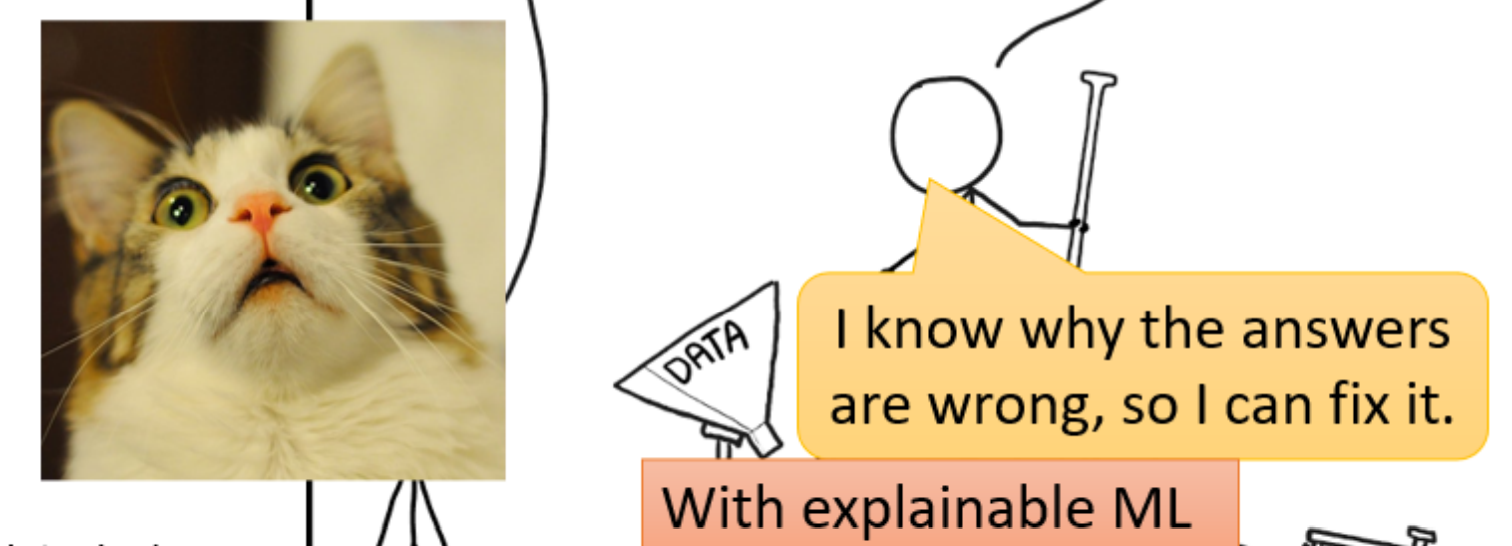 DATA
I know why the answers
are wrong, so I can fix it.
With explainable ML